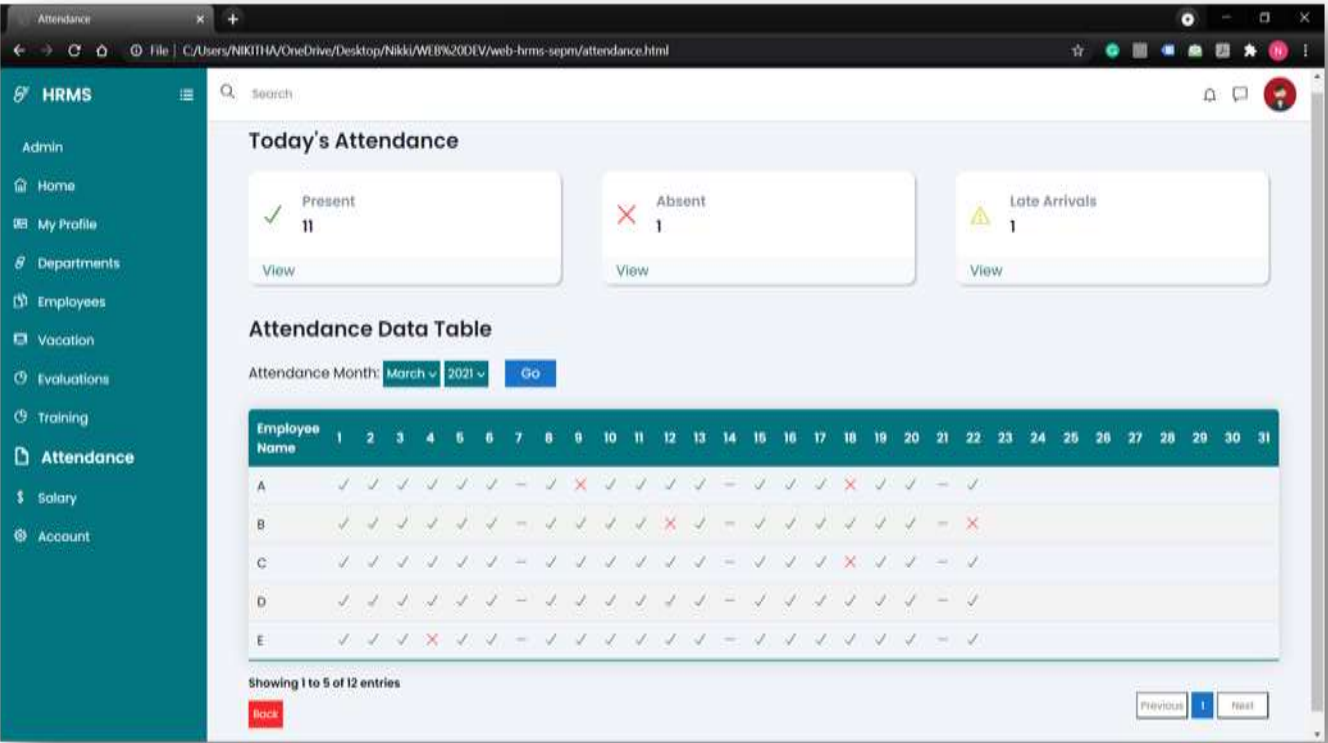 Attendance
File | C:/Users/NIKITHA/OneDrive/Desktop/Nikki/WEB%20DEV/web-hrms-sepm/attendance.html
N
HRMS
Search
Admin
Home
My Profile
Departments
Employees
Vacation
Evaluations
Training
Attendance
$ Salary
Account
Today's Attendance
Present
11
View
Absent
1
View
Late Arrivals
1
View
Attendance Data Table
Attendance Month: March 2021 Go
Employee Name 1 2 3 4 5 6 7 8 9 10 11 12 13 14 15 16 17 18 19 20 21 22 23 24 25 26 27 28 29 30 31
A ✓ ✓ ✓ ✓ ✓ ✓ - ✓ ✕ ✓ ✓ ✓ ✓ - ✓ ✓ ✓ ✕ ✓ ✓ - ✓
B ✓ ✓ ✓ ✓ ✓ ✓ - ✓ ✓ ✓ ✓ ✕ ✓ - ✓ ✓ ✓ ✓ ✓ ✓ - ✕
C ✓ ✓ ✓ ✓ ✓ ✓ - ✓ ✓ ✓ ✓ ✓ ✓ - ✓ ✓ ✓ ✕ ✓ ✓ - ✓
D ✓ ✓ ✓ ✓ ✓ ✓ - ✓ ✓ ✓ ✓ ✓ ✓ - ✓ ✓ ✓ ✓ ✓ ✓ - ✓
E ✓ ✓ ✓ ✕ ✓ ✓ - ✓ ✓ ✓ ✓ ✓ ✓ - ✓ ✓ ✓ ✓ ✓ ✓ - ✓
Showing 1 to 5 of 12 entries
Back
Previous 1 Next